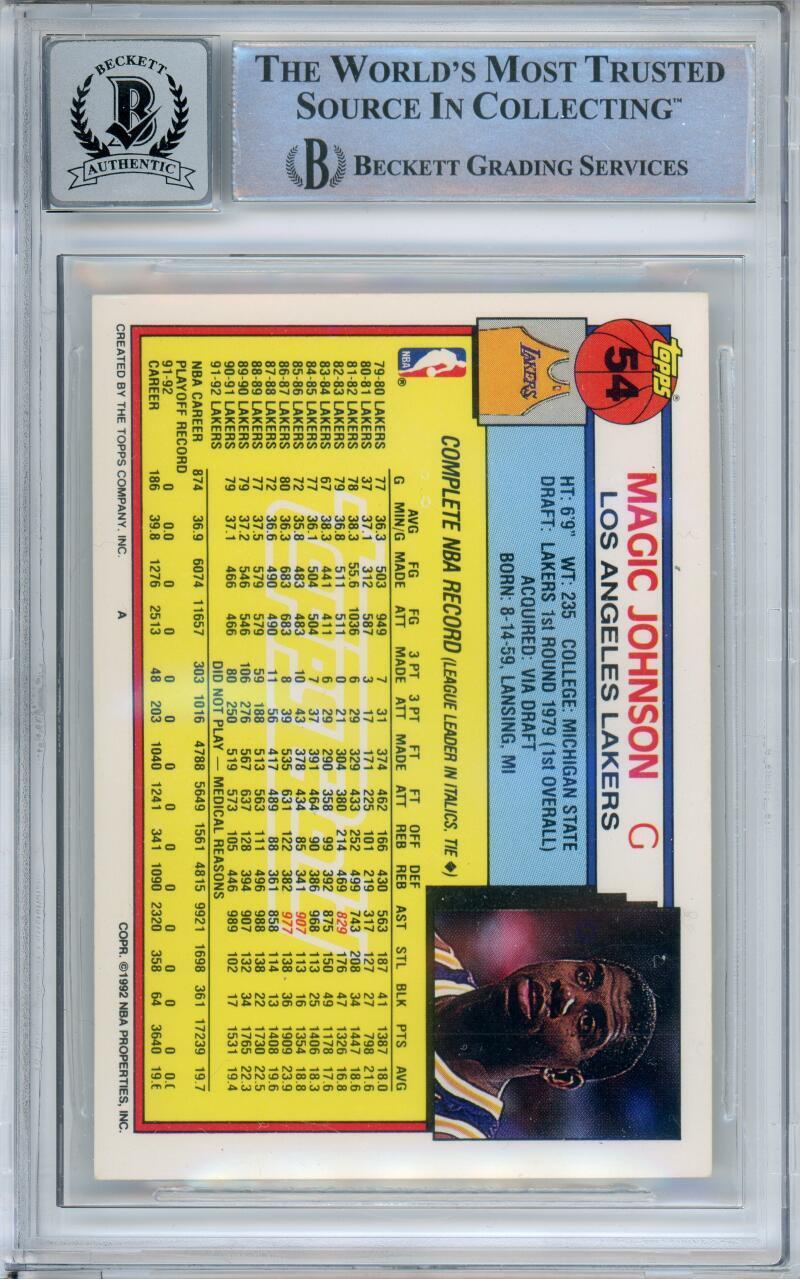 BECKETT
B
AUTHENTIC
THE WORLD'S MOST TRUSTED
SOURCE IN COLLECTING™
B BECKETT GRADING SERVICES
TOPPS®
54
MAGIC JOHNSON G
LOS ANGELES LAKERS
LAKERS
HT: 6'9" WT: 235 COLLEGE: MICHIGAN STATE
DRAFT: LAKERS 1st ROUND 1979 (1st OVERALL)
ACQUIRED: VIA DRAFT
BORN: 8-14-59, LANSING, MI
NBA®
COMPLETE NBA RECORD (LEAGUE LEADER IN ITALICS, TIE ◆)
AVG FG FG 3 PT 3 PT FT FT OFF DEF
G MIN/G MADE ATT MADE ATT MADE ATT REB REB AST STL BLK PTS AVG
79-80 LAKERS 77 36.3 503 949 7 31 374 462 166 430 563 187 41 1387 18.0
80-81 LAKERS 37 37.1 312 587 3 17 171 225 101 219 317 127 27 798 21.6
81-82 LAKERS 78 38.3 55.6 1036 6 29 329 433 252 499 743 208 34 1447 18.6
82-83 LAKERS 79 36.8 511 511 0 21 304 380 214 469 829 176 47 1326 16.8
83-84 LAKERS 67 38.3 441 411 6 29 290 358 99 392 875 150 49 1178 17.6
84-85 LAKERS 77 36.1 504 504 7 37 391 464 90 386 968 113 25 1406 18.3
85-86 LAKERS 72 35.8 483 483 10 43 378 434 85 341 907 113 16 1354 18.8
86-87 LAKERS 80 36.3 683 683 8 39 535 631 122 382 977 138 36 1909 23.9
87-88 LAKERS 72 36.6 490 490 11 56 417 489 88 361 858 114 13 1408 19.6
88-89 LAKERS 77 37.5 579 579 59 188 513 563 111 496 988 138 22 1730 22.5
89-90 LAKERS 79 37.2 546 546 106 276 567 637 128 394 907 132 34 1765 22.3
90-91 LAKERS 79 37.1 466 466 80 250 519 573 105 446 989 102 17 1531 19.4
91-92 LAKERS DID NOT PLAY — MEDICAL REASONS
NBA CAREER 874 36.9 6074 11657 303 1016 4788 5649 1561 4815 9921 1698 361 17239 19.7
PLAYOFF RECORD
91-92 0 0.0 0 0 0 0 0 0 0 0 0 0 0 0 0.0
CAREER 186 39.8 1276 2513 48 203 1040 1241 341 1090 2320 358 64 3640 19.6
CREATED BY THE TOPPS COMPANY, INC. A COPR. ©1992 NBA PROPERTIES, INC.